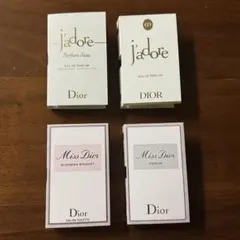 j'adore
Parfum d'eau
EAU DE PARFUM
Dior
j'adore
EAU DE PARFUM
DIOR
Miss Dior
BLOOMING BOUQUET
EAU DE TOILETTE
Dior
Miss Dior
PARFUM
Dior